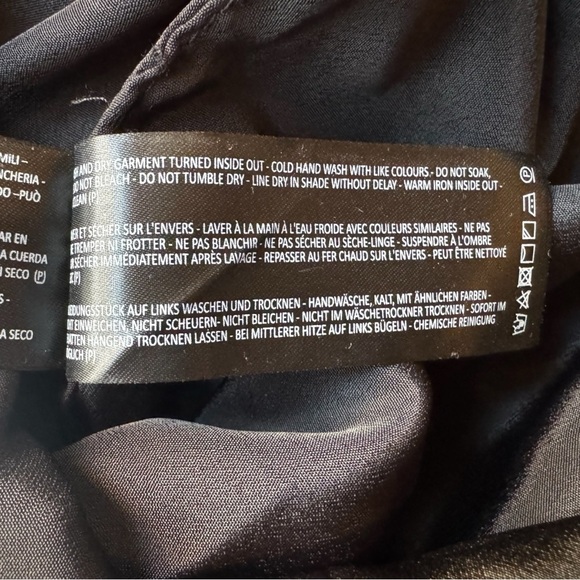 MILI –
NCHERIA -
DO –PUÒ
AR EN
A CUERDA
N SECO (P)
S -
A SECO
AND DRY GARMENT TURNED INSIDE OUT - COLD HAND WASH WITH LIKE COLOURS.- DO NOT SOAK,
NOT BLEACH - DO NOT TUMBLE DRY - LINE DRY IN SHADE WITHOUT DELAY - WARM IRON INSIDE OUT -
LEAN (P)
ER ET SÉCHER SUR L'ENVERS - LAVER À LA MAIN À L'EAU FROIDE AVEC COULEURS SIMILAIRES - NE PAS
TREMPER NI FROTTER - NE PAS BLANCHIR - NE PAS SÉCHER AU SÈCHE-LINGE - SUSPENDRE À L'OMBRE
SÉCHER IMMÉDIATEMENT APRÈS LAVAGE - REPASSER AU FER CHAUD SUR L'ENVERS - PEUT ÊTRE NETTOYÉ
(P)
EIDUNGSSTÜCK AUF LINKS WASCHEN UND TROCKNEN - HANDWÄSCHE, KALT, MIT ÄHNLICHEN FARBEN -
HT EINWEICHEN, NICHT SCHEUERN- NICHT BLEICHEN - NICHT IM WÄSCHETROCKNER TROCKNEN - SOFORT IM
ATTEN HÄNGEND TROCKNEN LASSEN - BEI MITTLERER HITZE AUF LINKS BÜGELN - CHEMISCHE REINIGUNG
GLICH (P)